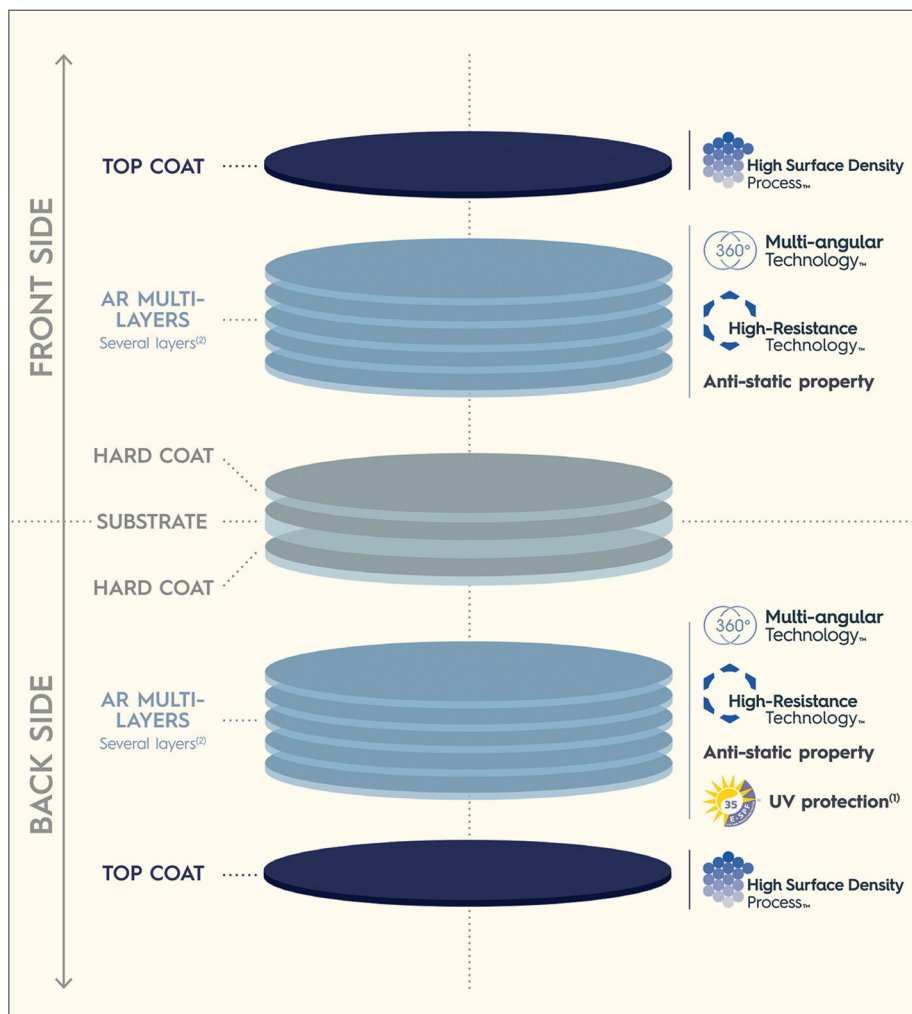 FRONT SIDE
TOP COAT
High Surface Density
Process™
AR MULTI-
LAYERS
Several layers(2)
360°
Multi-angular
Technology™
High-Resistance
Technology™
Anti-static property
HARD COAT
SUBSTRATE
HARD COAT
BACK SIDE
AR MULTI-
LAYERS
Several layers(2)
360°
Multi-angular
Technology™
High-Resistance
Technology™
Anti-static property
35
E-SPF™
UV protection(1)
TOP COAT
High Surface Density
Process™